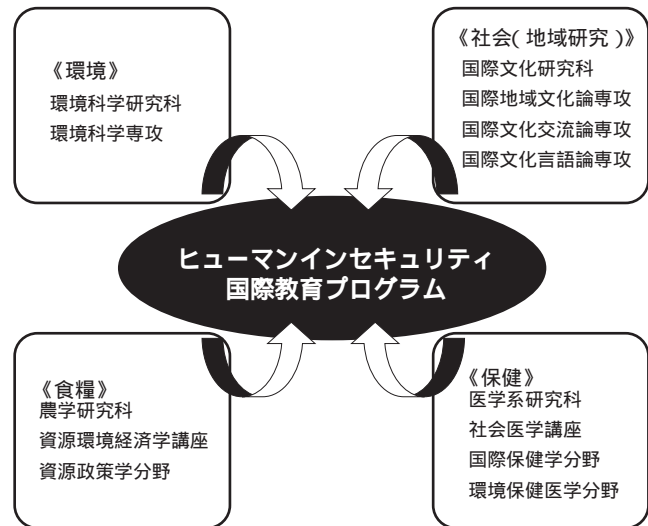 《環境》
環境科学研究科
環境科学専攻
《社会(地域研究)》
国際文化研究科
国際地域文化論専攻
国際文化交流論専攻
国際文化言語論専攻
ヒューマンインセキュリティ
国際教育プログラム
《食糧》
農学研究科
資源環境経済学講座
資源政策学分野
《保健》
医学系研究科
社会医学講座
国際保健学分野
環境保健医学分野